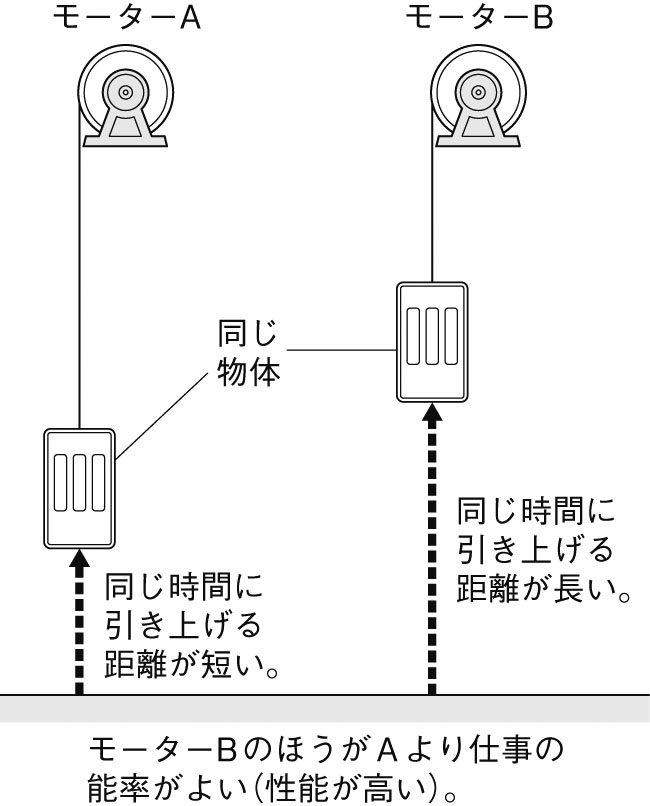 モーターA
モーターB
同じ
物体
同じ時間に
引き上げる
距離が長い。
同じ時間に
引き上げる
距離が短い。
モーターBのほうがAより仕事の
能率がよい(性能が高い)。